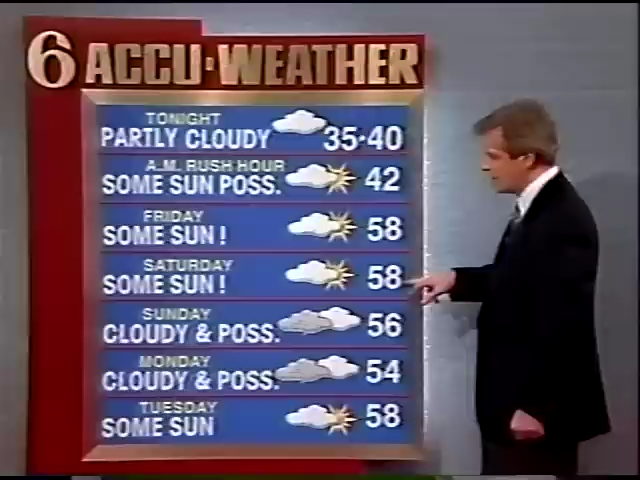 6 ACCU·WEATHER
TONIGHT
PARTLY CLOUDY 35·40
A.M. RUSH HOUR
SOME SUN POSS. 42
FRIDAY
SOME SUN! 58
SATURDAY
SOME SUN! 58
SUNDAY
CLOUDY & POSS. 56
MONDAY
CLOUDY & POSS. 54
TUESDAY
SOME SUN 58